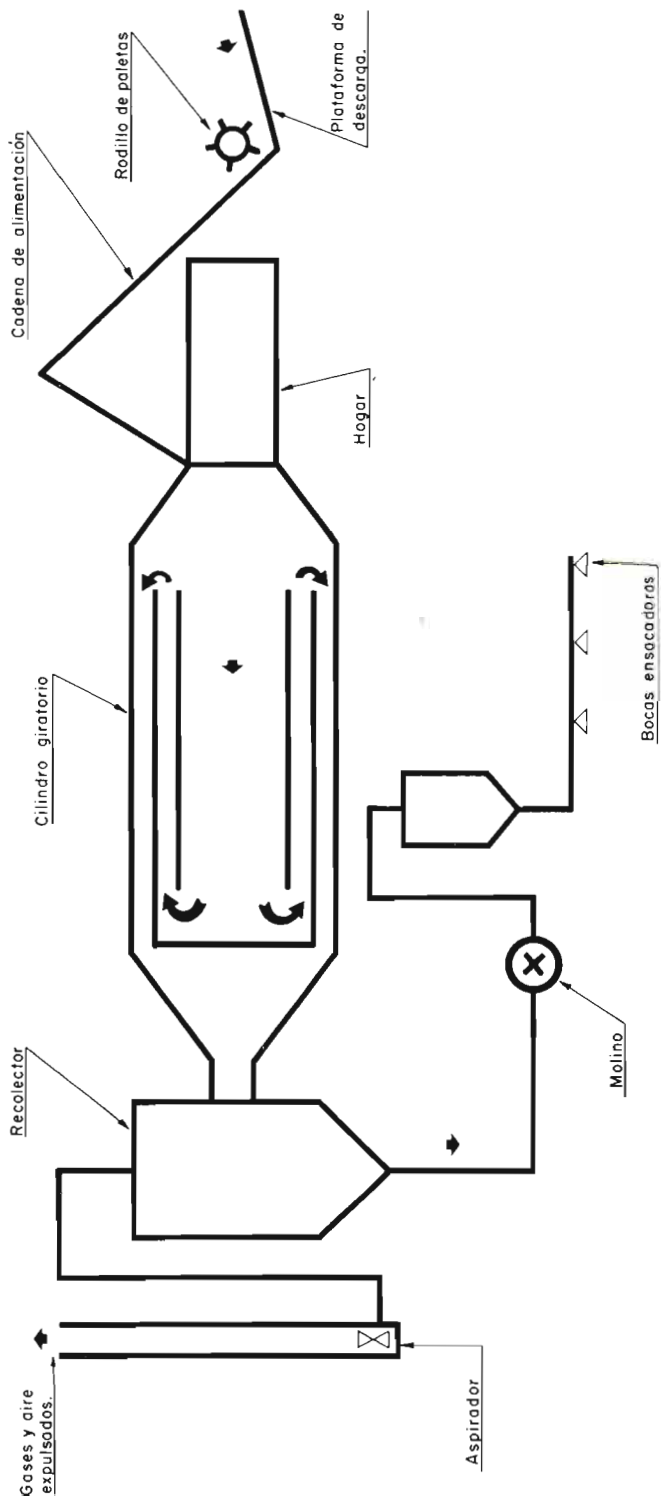 Gases y aire
expulsados.
Recolector
Cilindro giratorio
Cadena de alimentación
Rodillo de paletas
Plataforma de
descarga.
Hogar
Aspirador
Molino
Bocas ensacadoras